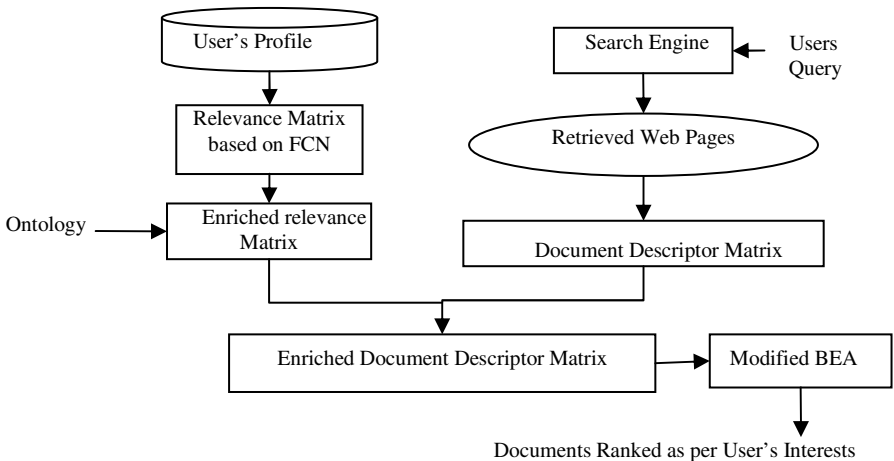 User's Profile
Search Engine
Users
Query
Relevance Matrix
based on FCN
Retrieved Web Pages
Ontology
Enriched relevance
Matrix
Document Descriptor Matrix
Enriched Document Descriptor Matrix
Modified BEA
Documents Ranked as per User's Interests